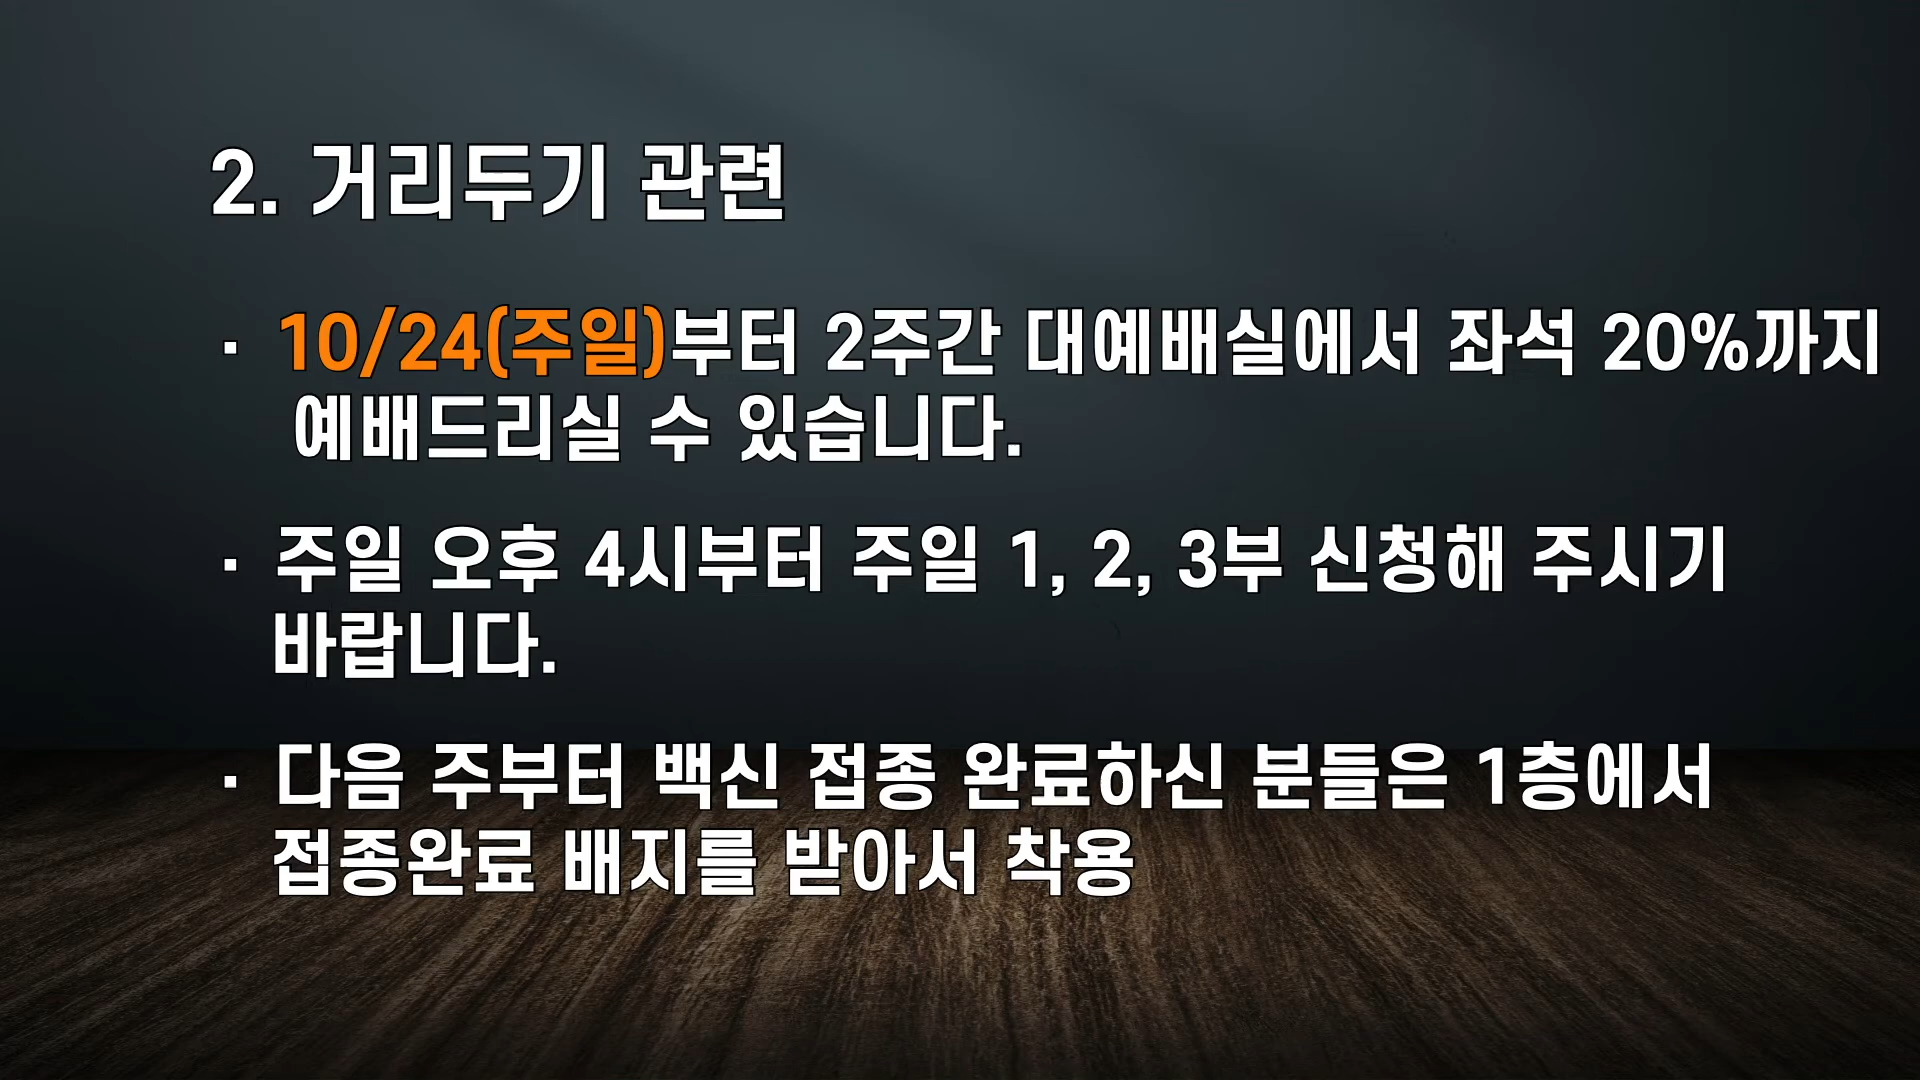 2. 거리두기 관련
· 10/24(주일)부터 2주간 대예배실에서 좌석 20%까지
예배드리실 수 있습니다.
· 주일 오후 4시부터 주일 1, 2, 3부 신청해 주시기
바랍니다.
· 다음 주부터 백신 접종 완료하신 분들은 1층에서
접종완료 배지를 받아서 착용